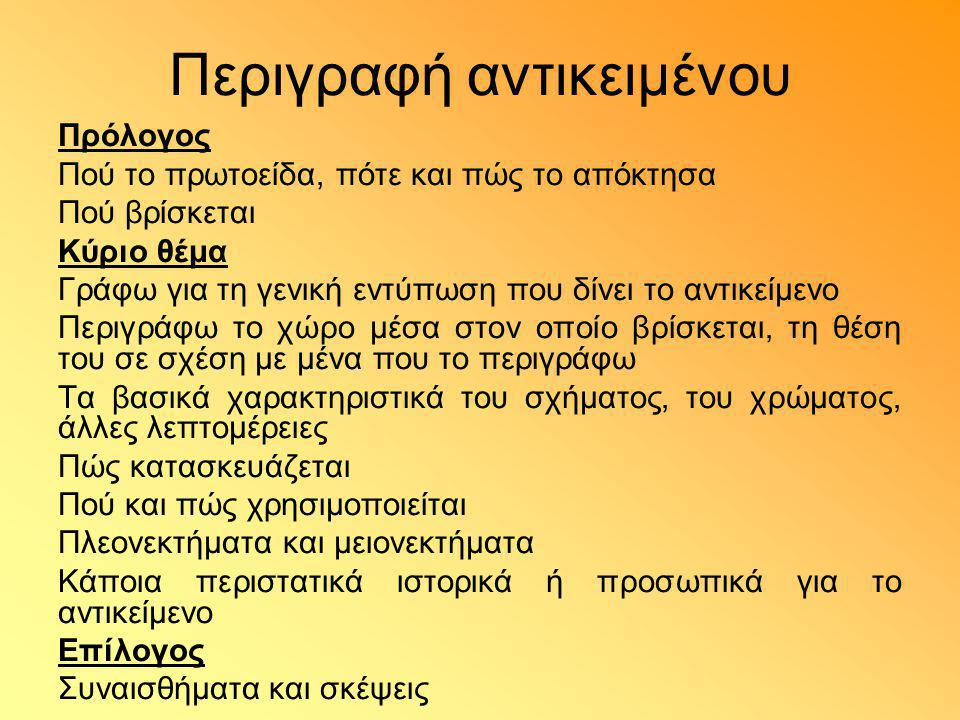 Περιγραφή αντικειμένου
Πρόλογος
Πού το πρωτοείδα, πότε και πώς το απόκτησα
Πού βρίσκεται
Κύριο θέμα
Γράφω για τη γενική εντύπωση που δίνει το αντικείμενο
Περιγράφω το χώρο μέσα στον οποίο βρίσκεται, τη θέση
του σε σχέση με μένα που το περιγράφω
Τα βασικά χαρακτηριστικά του σχήματος, του χρώματος,
άλλες λεπτομέρειες
Πώς κατασκευάζεται
Πού και πώς χρησιμοποιείται
Πλεονεκτήματα και μειονεκτήματα
Κάποια περιστατικά ιστορικά ή προσωπικά για το
αντικείμενο
Επίλογος
Συναισθήματα και σκέψεις